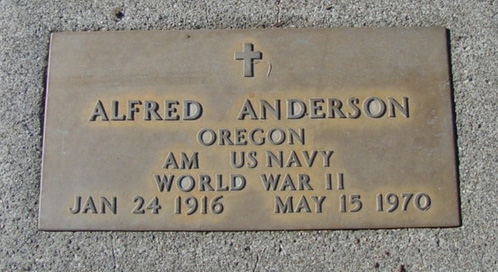 ALFRED ANDERSON
OREGON
AM US NAVY
WORLD WAR II
JAN 24 1916 MAY 15 1970